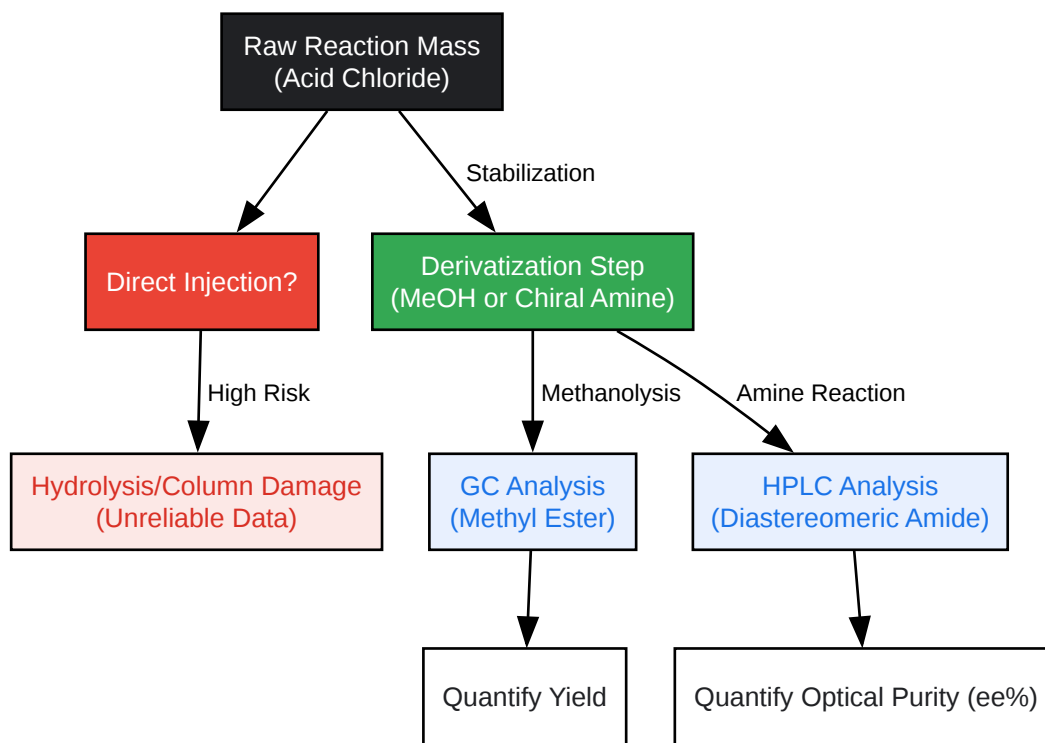 Raw Reaction Mass
(Acid Chloride)
Stabilization
Direct Injection?
Derivatization Step
(MeOH or Chiral Amine)
High Risk
Methanolysis
Amine Reaction
Hydrolysis/Column Damage
(Unreliable Data)
GC Analysis
(Methyl Ester)
HPLC Analysis
(Diastereomeric Amide)
Quantify Yield
Quantify Optical Purity (ee%)